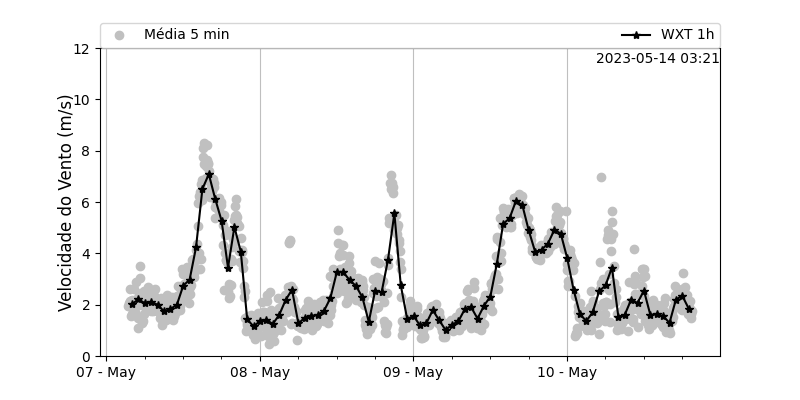 Média 5 min
WXT 1h
2023-05-14 03:21
Velocidade do Vento (m/s)
12
10
8
6
4
2
0
07 - May
08 - May
09 - May
10 - May